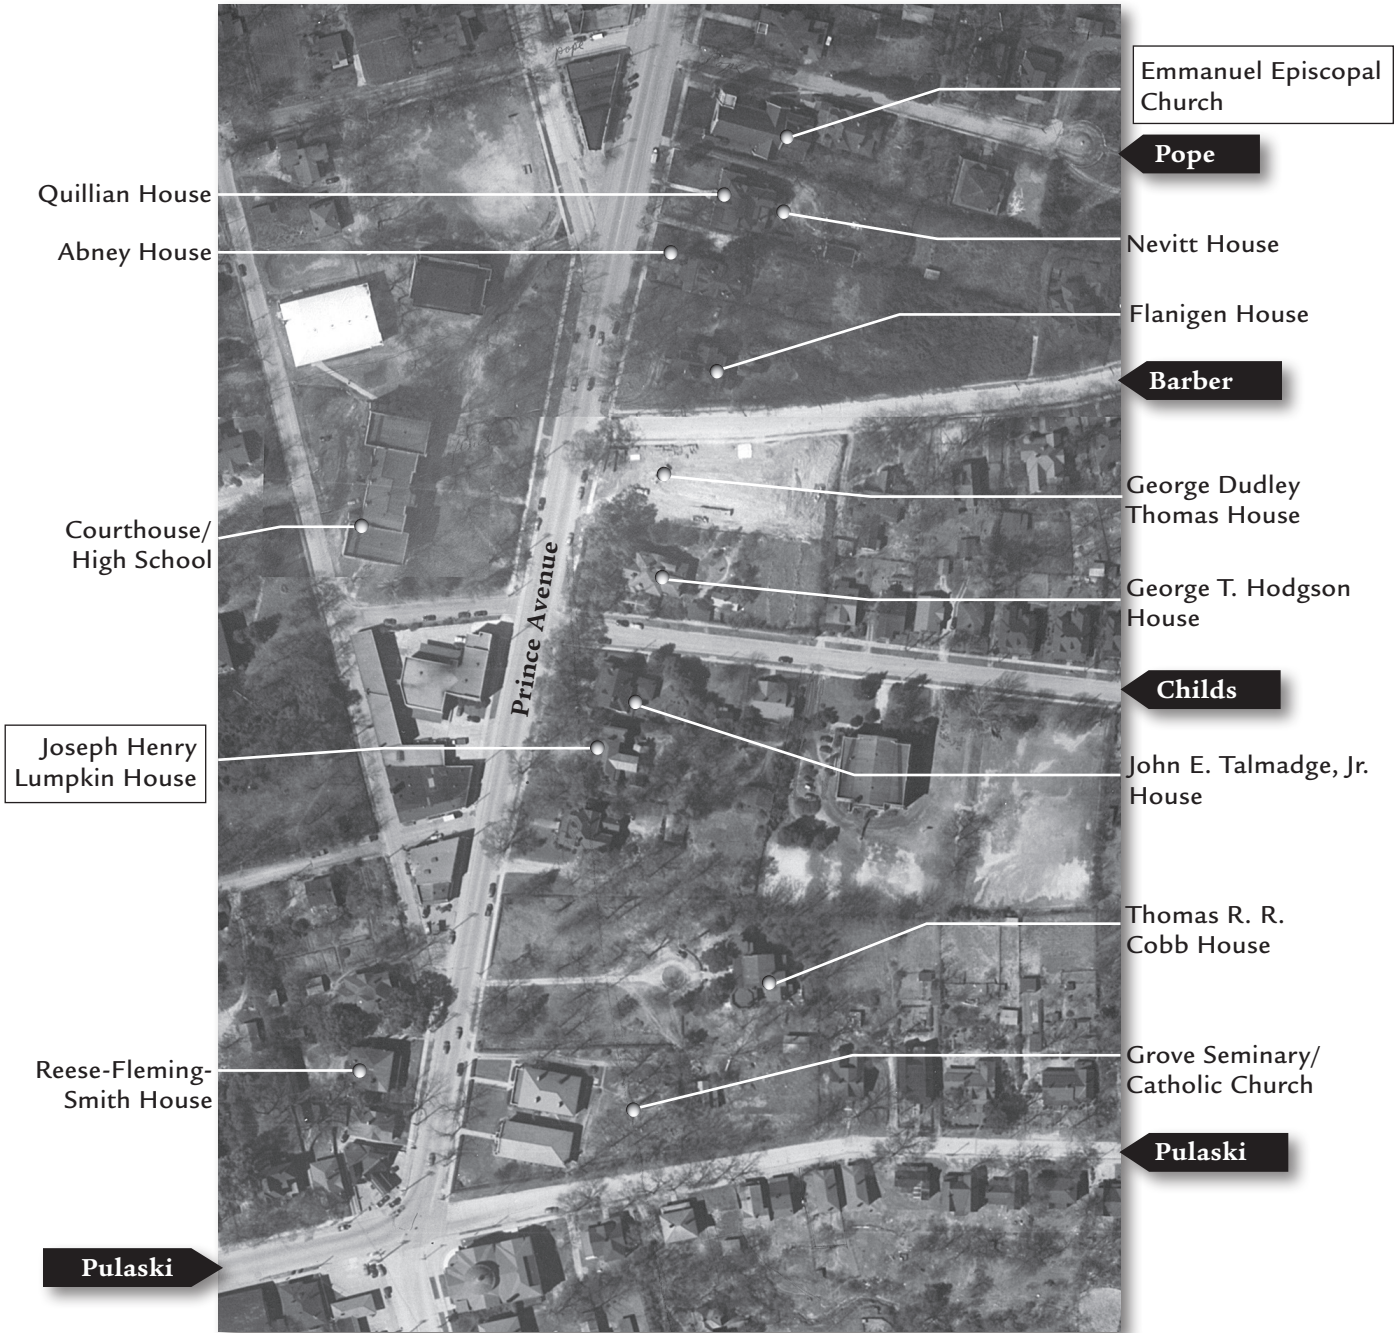 pope
Emmanuel Episcopal
Church
Pope
Quillian House
Nevitt House
Abney House
Flanigen House
Barber
George Dudley
Thomas House
Courthouse/
High School
Prince Avenue
George T. Hodgson
House
Childs
Joseph Henry
Lumpkin House
John E. Talmadge, Jr.
House
Thomas R. R.
Cobb House
Grove Seminary/
Catholic Church
Reese-Fleming-
Smith House
Pulaski
Pulaski